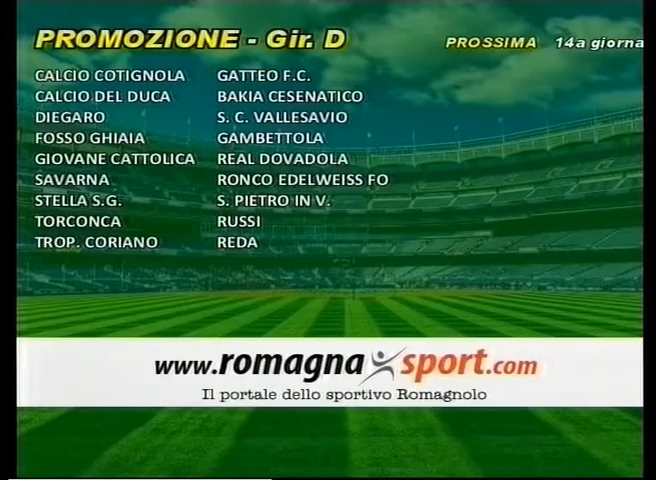 PROMOZIONE - Gir. D
PROSSIMA 14a giorna
CALCIO COTIGNOLA GATTEO F.C.
CALCIO DEL DUCA BAKIA CESENATICO
DIEGARO S. C. VALLESAVIO
FOSSO GHIAIA GAMBETTOLA
GIOVANE CATTOLICA REAL DOVADOLA
SAVARNA RONCO EDELWEISS FO
STELLA S.G. S. PIETRO IN V.
TORCONCA RUSSI
TROP. CORIANO REDA
www.romagnasport.com
Il portale dello sportivo Romagnolo